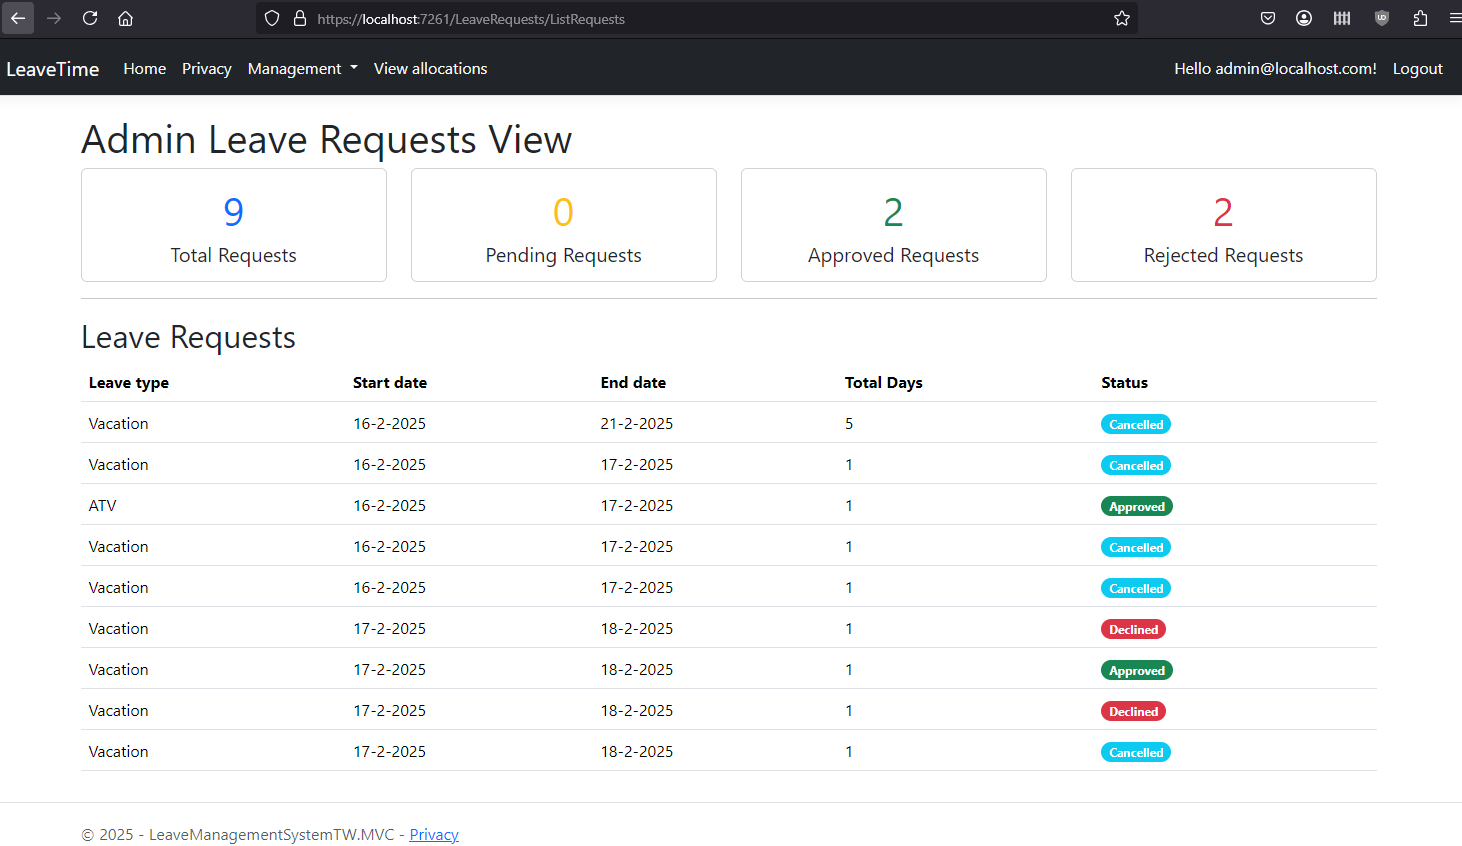 https://localhost:7261/LeaveRequests/ListRequests
LeaveTime Home Privacy Management View allocations Hello admin@localhost.com! Logout
Admin Leave Requests View
9 0 2 2
Total Requests Pending Requests Approved Requests Rejected Requests
Leave Requests
Leave type Start date End date Total Days Status
Vacation 16-2-2025 21-2-2025 5 Cancelled
Vacation 16-2-2025 17-2-2025 1 Cancelled
ATV 16-2-2025 17-2-2025 1 Approved
Vacation 16-2-2025 17-2-2025 1 Cancelled
Vacation 16-2-2025 17-2-2025 1 Cancelled
Vacation 17-2-2025 18-2-2025 1 Declined
Vacation 17-2-2025 18-2-2025 1 Approved
Vacation 17-2-2025 18-2-2025 1 Declined
Vacation 17-2-2025 18-2-2025 1 Cancelled
© 2025 - LeaveManagementSystemTW.MVC - Privacy